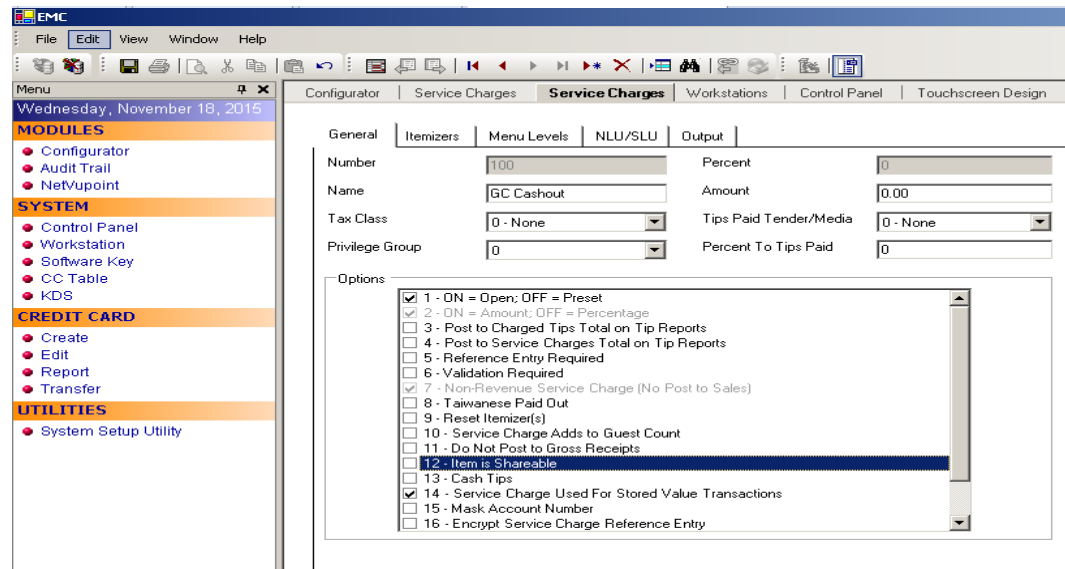 EMC
File Edit View Window Help
Menu
Wednesday, November 18, 2015
MODULES
Configurator
Audit Trail
NetVupoint
SYSTEM
Control Panel
Workstation
Software Key
CC Table
KDS
CREDIT CARD
Create
Edit
Report
Transfer
UTILITIES
System Setup Utility
Configurator | Service Charges Service Charges | Workstations | Control Panel | Touchscreen Design
General Itemizers Menu Levels NLU/SLU Output
Number 100 Percent 0
Name GC Cashout Amount 0.00
Tax Class 0 - None Tips Paid Tender/Media 0 - None
Privilege Group 0 Percent To Tips Paid 0
Options
1 - ON = Open; OFF = Preset
2 - ON = Amount; OFF = Percentage
3 - Post to Charged Tips Total on Tip Reports
4 - Post to Service Charges Total on Tip Reports
5 - Reference Entry Required
6 - Validation Required
7 - Non-Revenue Service Charge (No Post to Sales)
8 - Taiwanese Paid Out
9 - Reset Itemizer(s)
10 - Service Charge Adds to Guest Count
11 - Do Not Post to Gross Receipts
12 - Item is Shareable
13 - Cash Tips
14 - Service Charge Used For Stored Value Transactions
15 - Mask Account Number
16 - Encrypt Service Charge Reference Entry